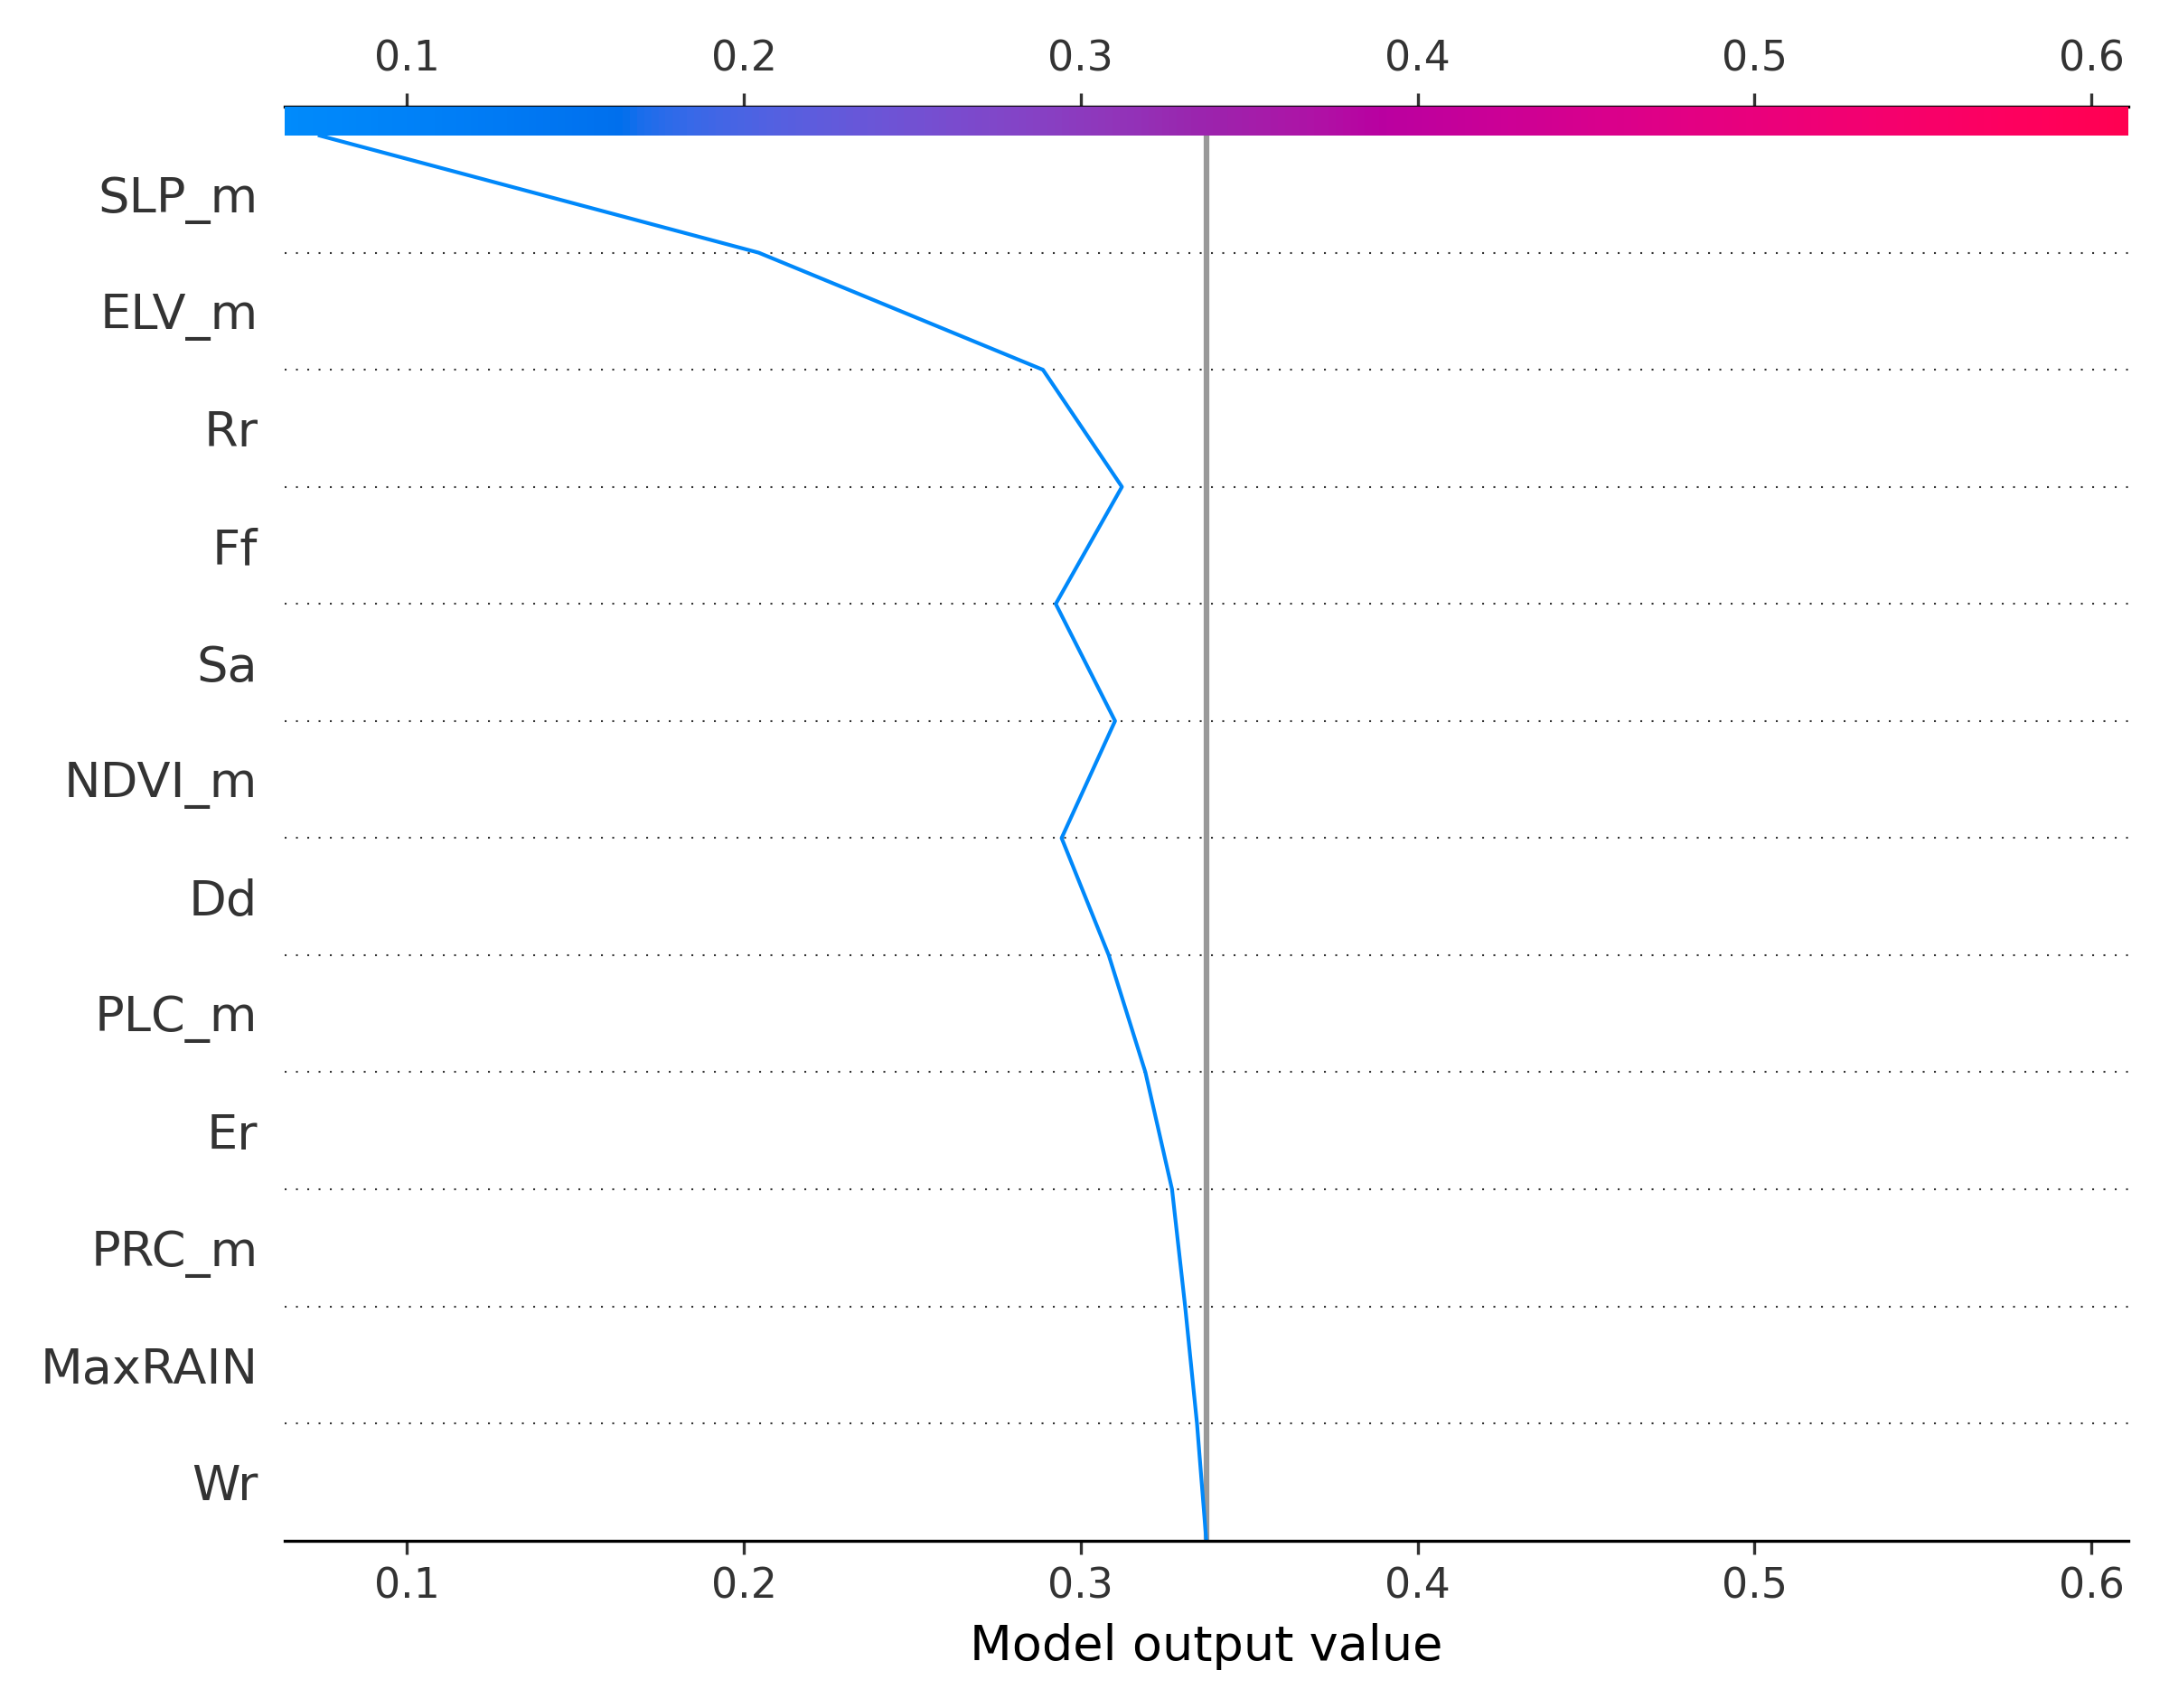 0.1 0.2 0.3 0.4 0.5 0.6
SLP_m
ELV_m
Rr
Ff
Sa
NDVI_m
Dd
PLC_m
Er
PRC_m
MaxRAIN
Wr
0.1 0.2 0.3 0.4 0.5 0.6
Model output value